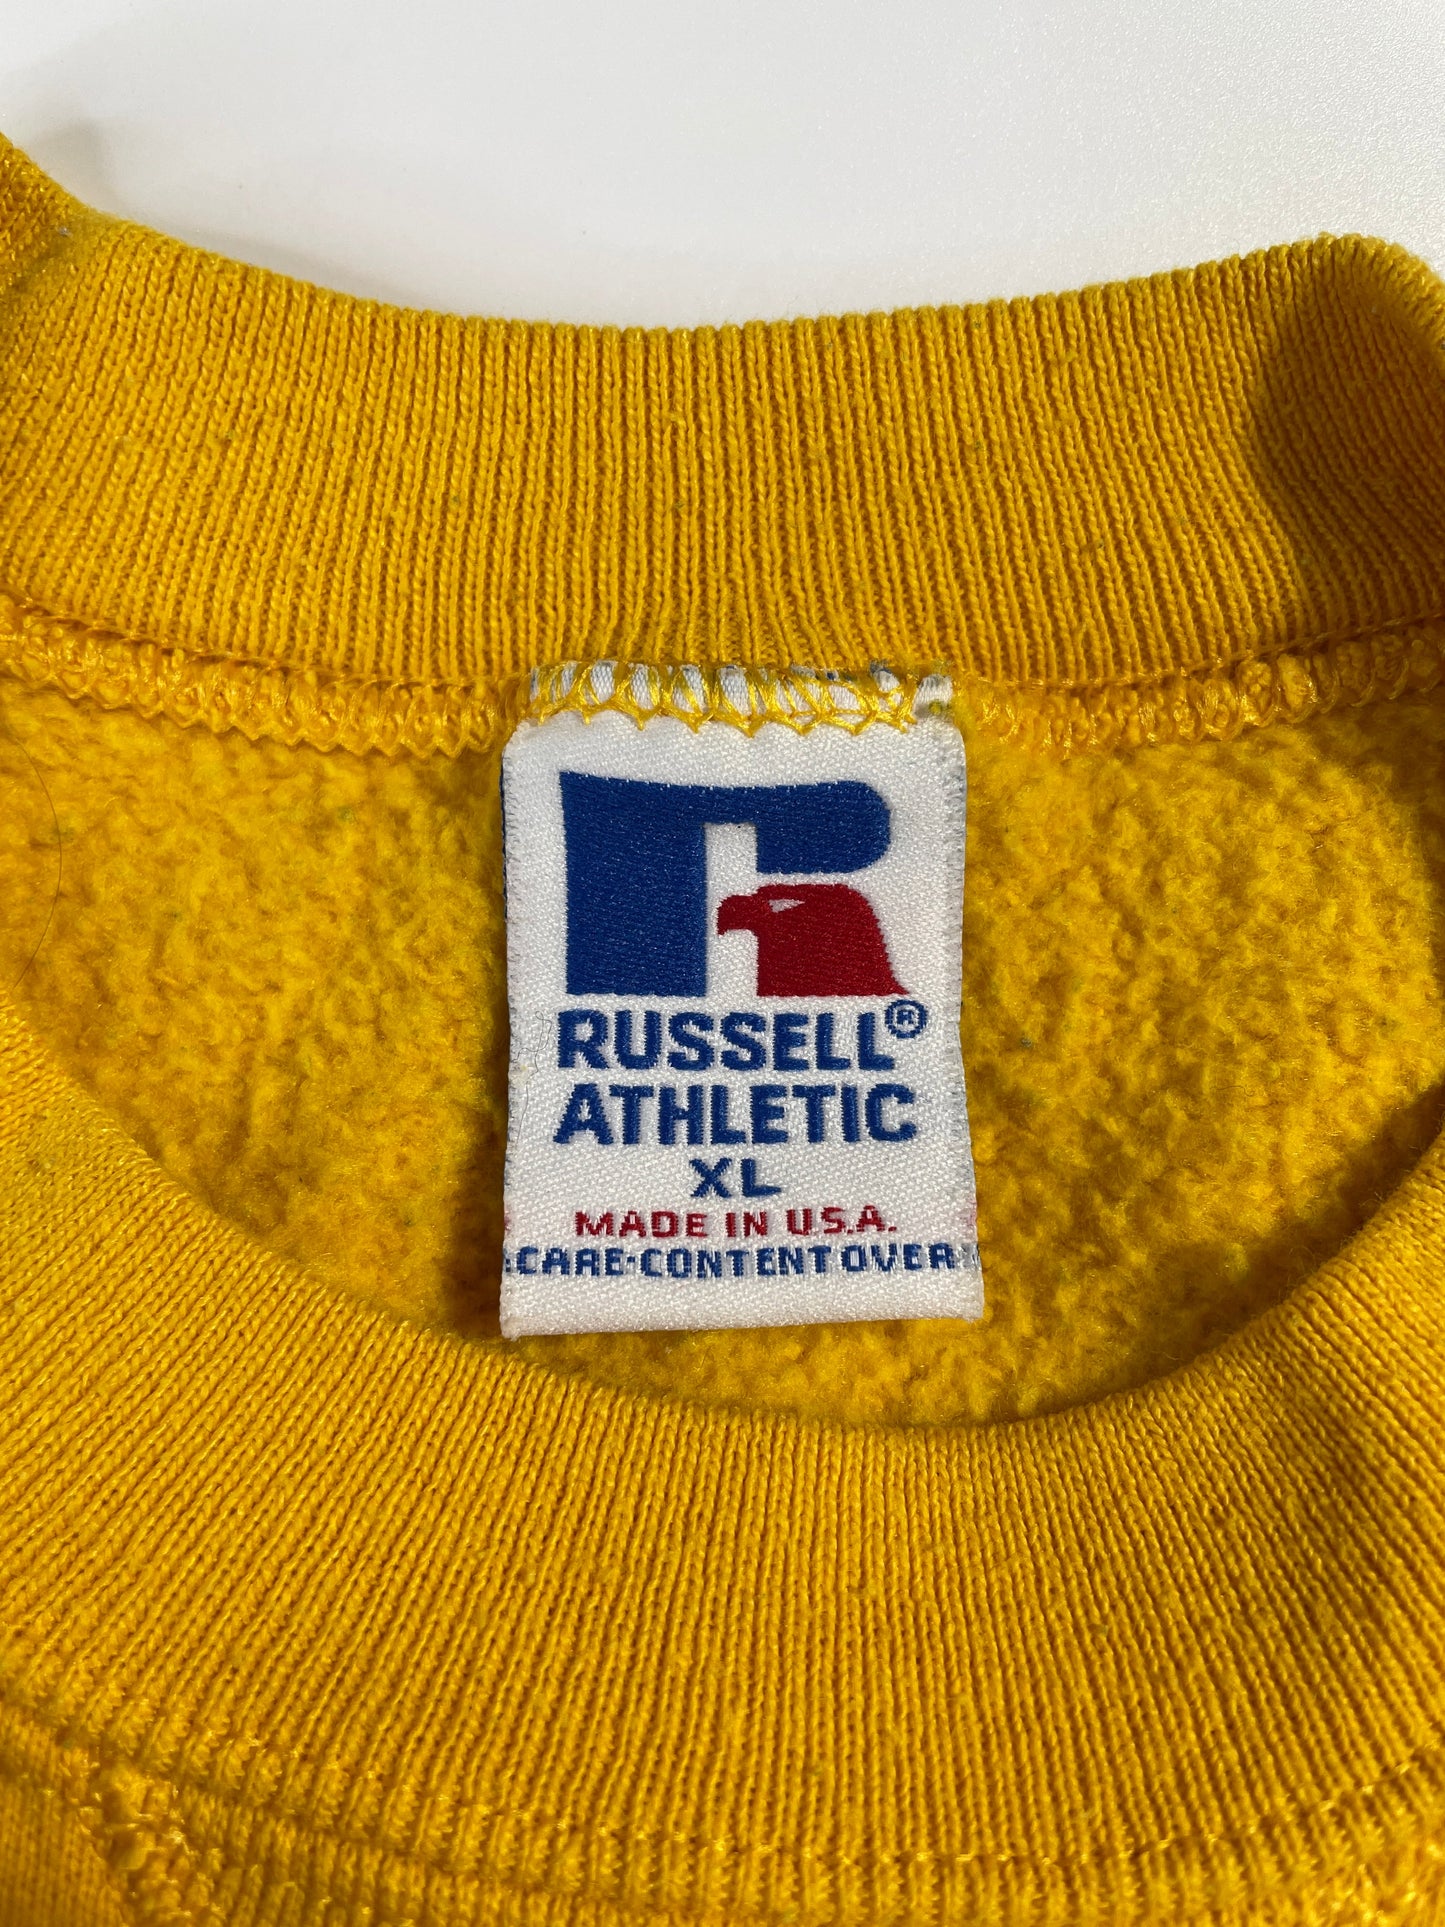 RUSSELL®
ATHLETIC
XL
MADE IN U.S.A.
CARE·CONTENT OVER